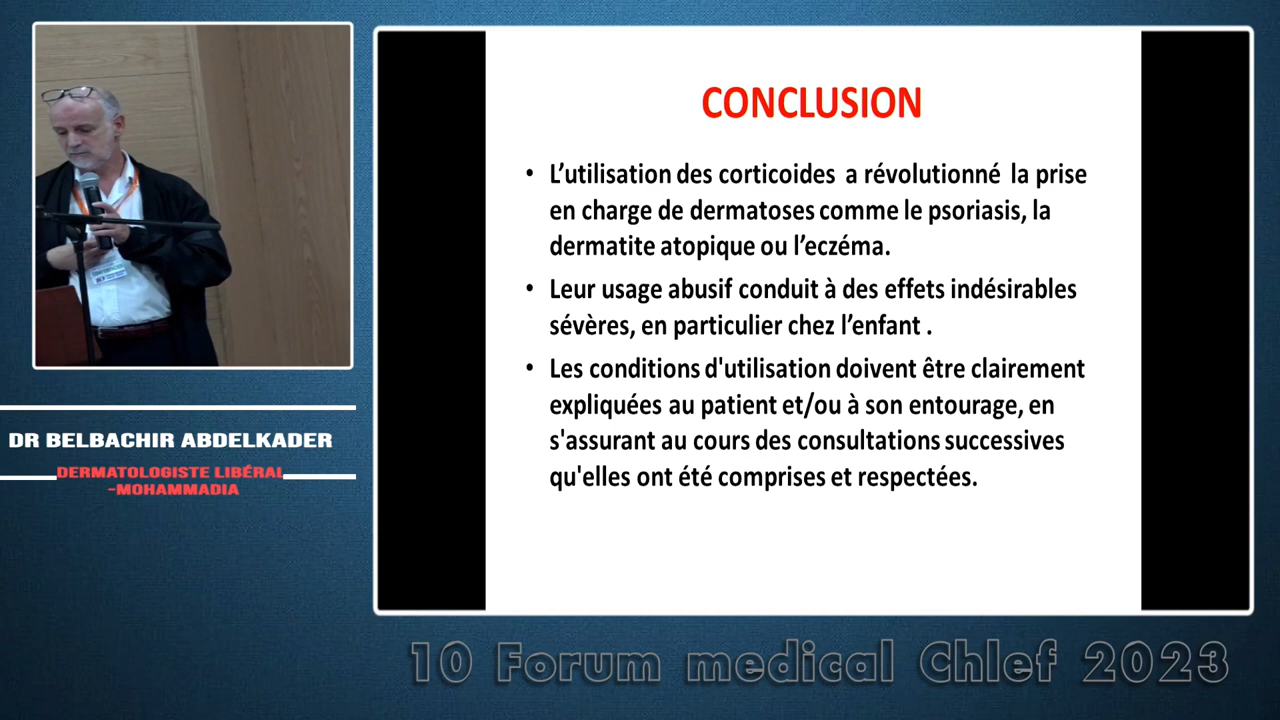 CONCLUSION
• L’utilisation des corticoides a révolutionné la prise
en charge de dermatoses comme le psoriasis, la
dermatite atopique ou l’eczéma.
• Leur usage abusif conduit à des effets indésirables
sévères, en particulier chez l’enfant .
• Les conditions d'utilisation doivent être clairement
expliquées au patient et/ou à son entourage, en
s'assurant au cours des consultations successives
qu'elles ont été comprises et respectées.
DR BELBACHIR ABDELKADER
DERMATOLOGISTE LIBÉRAL
-MOHAMMADIA
10 Forum medical Chlef 2023